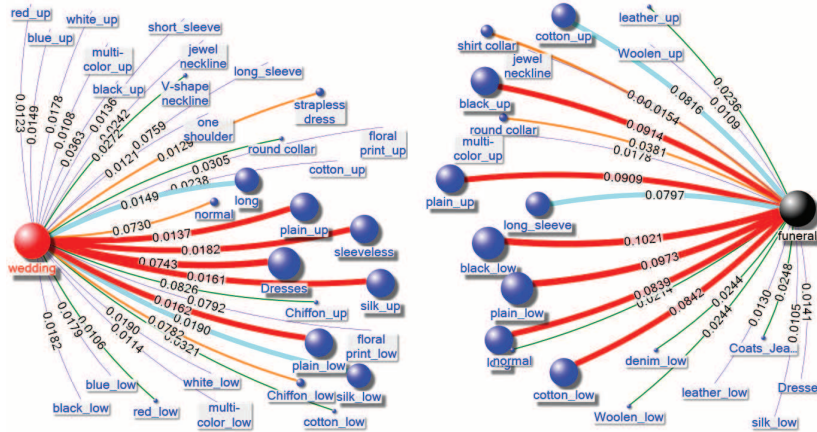 red_up
white_up
blue_up
short_sleeve
multi-
color_up
jewel
neckline
black_up
V-shape
neckline
long_sleeve
one
shoulder
strapless
dress
round collar
floral
print_up
cotton_up
long
normal
plain_up
sleeveless
Dresses
silk_up
Chiffon_up
floral
print_low
plain_low
silk_low
Chiffon_low
cotton_low
white_low
multi-
color_low
blue_low
red_low
black_low
wedding
0.0123
0.0149
0.0178
0.0108
0.0363
0.0136
0.0242
0.0272
0.0759
0.0121
0.0305
0.0238
0.0149
0.0730
0.0137
0.0182
0.0743
0.0161
0.0826
0.0792
0.0162
0.0190
0.0782
0.0321
0.0190
0.0114
0.0106
0.0179
0.0182
leather_up
cotton_up
Woolen_up
shirt collar
jewel
neckline
black_up
round collar
multi-
color_up
plain_up
long_sleeve
black_low
plain_low
normal
cotton_low
denim_low
Woolen_low
Coats_Jea...
leather_low
Dresse
silk_low
funeral
0.0236
0.0109
0.0816
0.0154
0.0914
0.0381
0.0178
0.0909
0.0797
0.1021
0.0973
0.0839
0.0214
0.0842
0.0244
0.0244
0.0248
0.0130
0.0105
0.0141